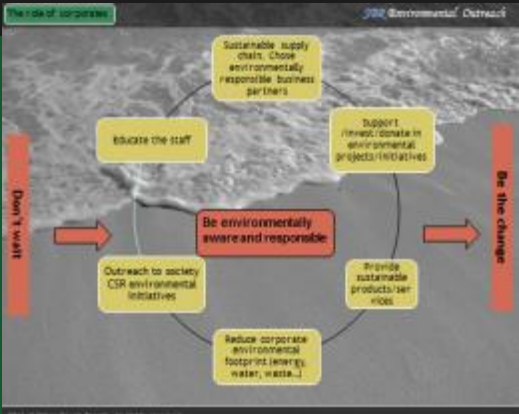 The role of corporates
JGR Environmental Outreach
Sustainable supply
chain. Chose
environmentally
responsible business
partners
Educate the staff
Support
/invest/donate in
environmental
projects/initiatives
Don't wait
Be environmentally
aware and responsible
Be the change
Outreach to society
CSR environmental
initiatives
Provide
sustainable
products/ser
vices
Reduce corporate
environmental
footprint (energy,
water, waste…)